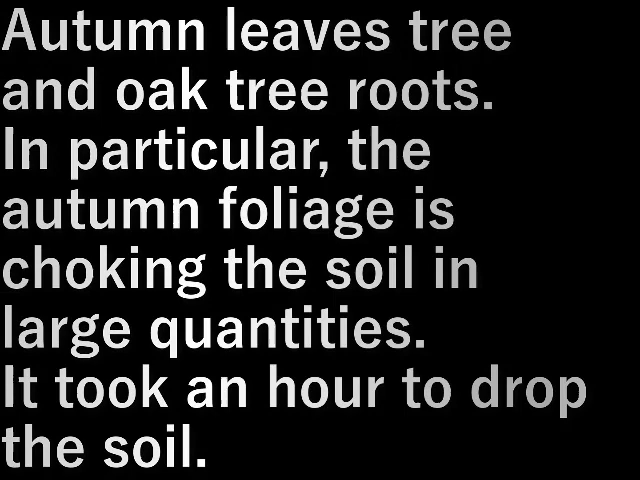 Autumn leaves tree
and oak tree roots.
In particular, the
autumn foliage is
choking the soil in
large quantities.
It took an hour to drop
the soil.